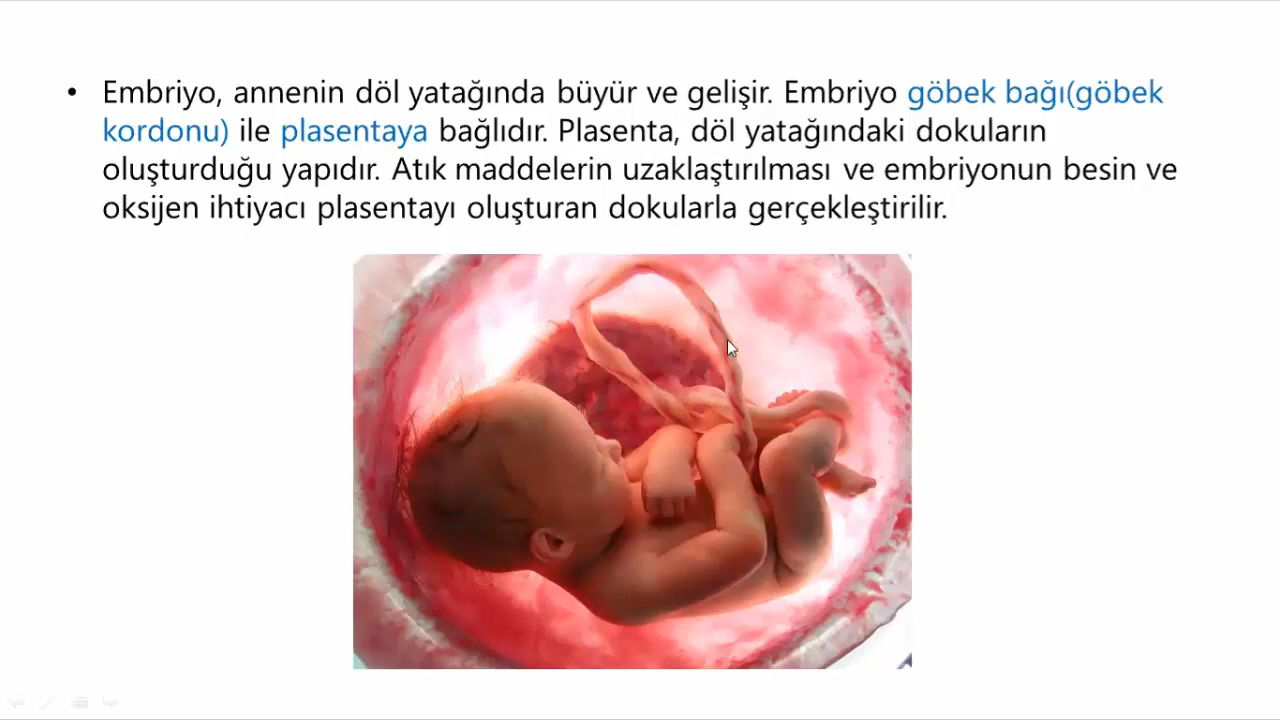 • Embriyo, annenin döl yatağında büyür ve gelişir. Embriyo göbek bağı(göbek
kordonu) ile plasentaya bağlıdır. Plasenta, döl yatağındaki dokuların
oluşturduğu yapıdır. Atık maddelerin uzaklaştırılması ve embriyonun besin ve
oksijen ihtiyacı plasentayı oluşturan dokularla gerçekleştirilir.